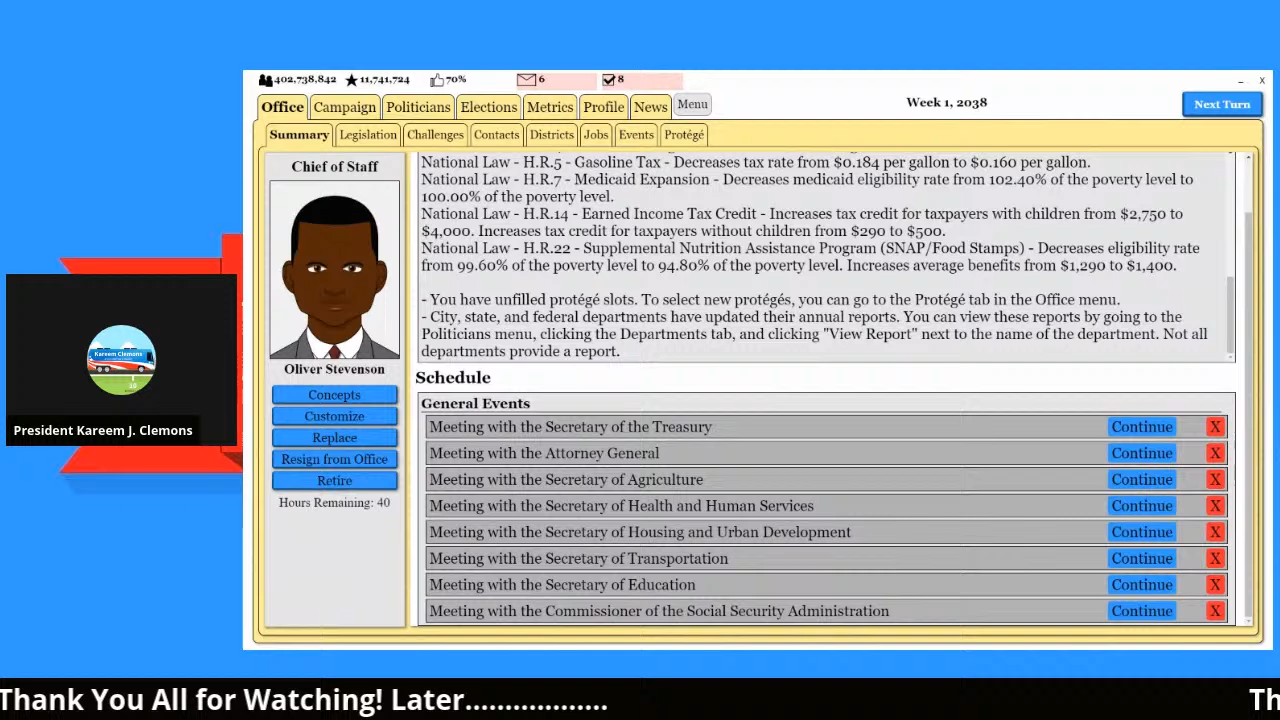 402,738,842 11,741,724 70% 6 8
_ x
Office Campaign Politicians Elections Metrics Profile News Menu
Week 1, 2038
Next Turn
Summary Legislation Challenges Contacts Districts Jobs Events Protégé
Chief of Staff
Oliver Stevenson
Concepts
Customize
Replace
Resign from Office
Retire
Hours Remaining: 40
National Law - H.R.5 - Gasoline Tax - Decreases tax rate from $0.184 per gallon to $0.160 per gallon.
National Law - H.R.7 - Medicaid Expansion - Decreases medicaid eligibility rate from 102.40% of the poverty level to
100.00% of the poverty level.
National Law - H.R.14 - Earned Income Tax Credit - Increases tax credit for taxpayers with children from $2,750 to
$4,000. Increases tax credit for taxpayers without children from $290 to $500.
National Law - H.R.22 - Supplemental Nutrition Assistance Program (SNAP/Food Stamps) - Decreases eligibility rate
from 99.60% of the poverty level to 94.80% of the poverty level. Increases average benefits from $1,290 to $1,400.
- You have unfilled protégé slots. To select new protégés, you can go to the Protégé tab in the Office menu.
- City, state, and federal departments have updated their annual reports. You can view these reports by going to the
Politicians menu, clicking the Departments tab, and clicking "View Report" next to the name of the department. Not all
departments provide a report.
Schedule
General Events
Meeting with the Secretary of the Treasury Continue X
Meeting with the Attorney General Continue X
Meeting with the Secretary of Agriculture Continue X
Meeting with the Secretary of Health and Human Services Continue X
Meeting with the Secretary of Housing and Urban Development Continue X
Meeting with the Secretary of Transportation Continue X
Meeting with the Secretary of Education Continue X
Meeting with the Commissioner of the Social Security Administration Continue X
Kareem Clemons
President Kareem J. Clemons
Thank You All for Watching! Later.................. Th